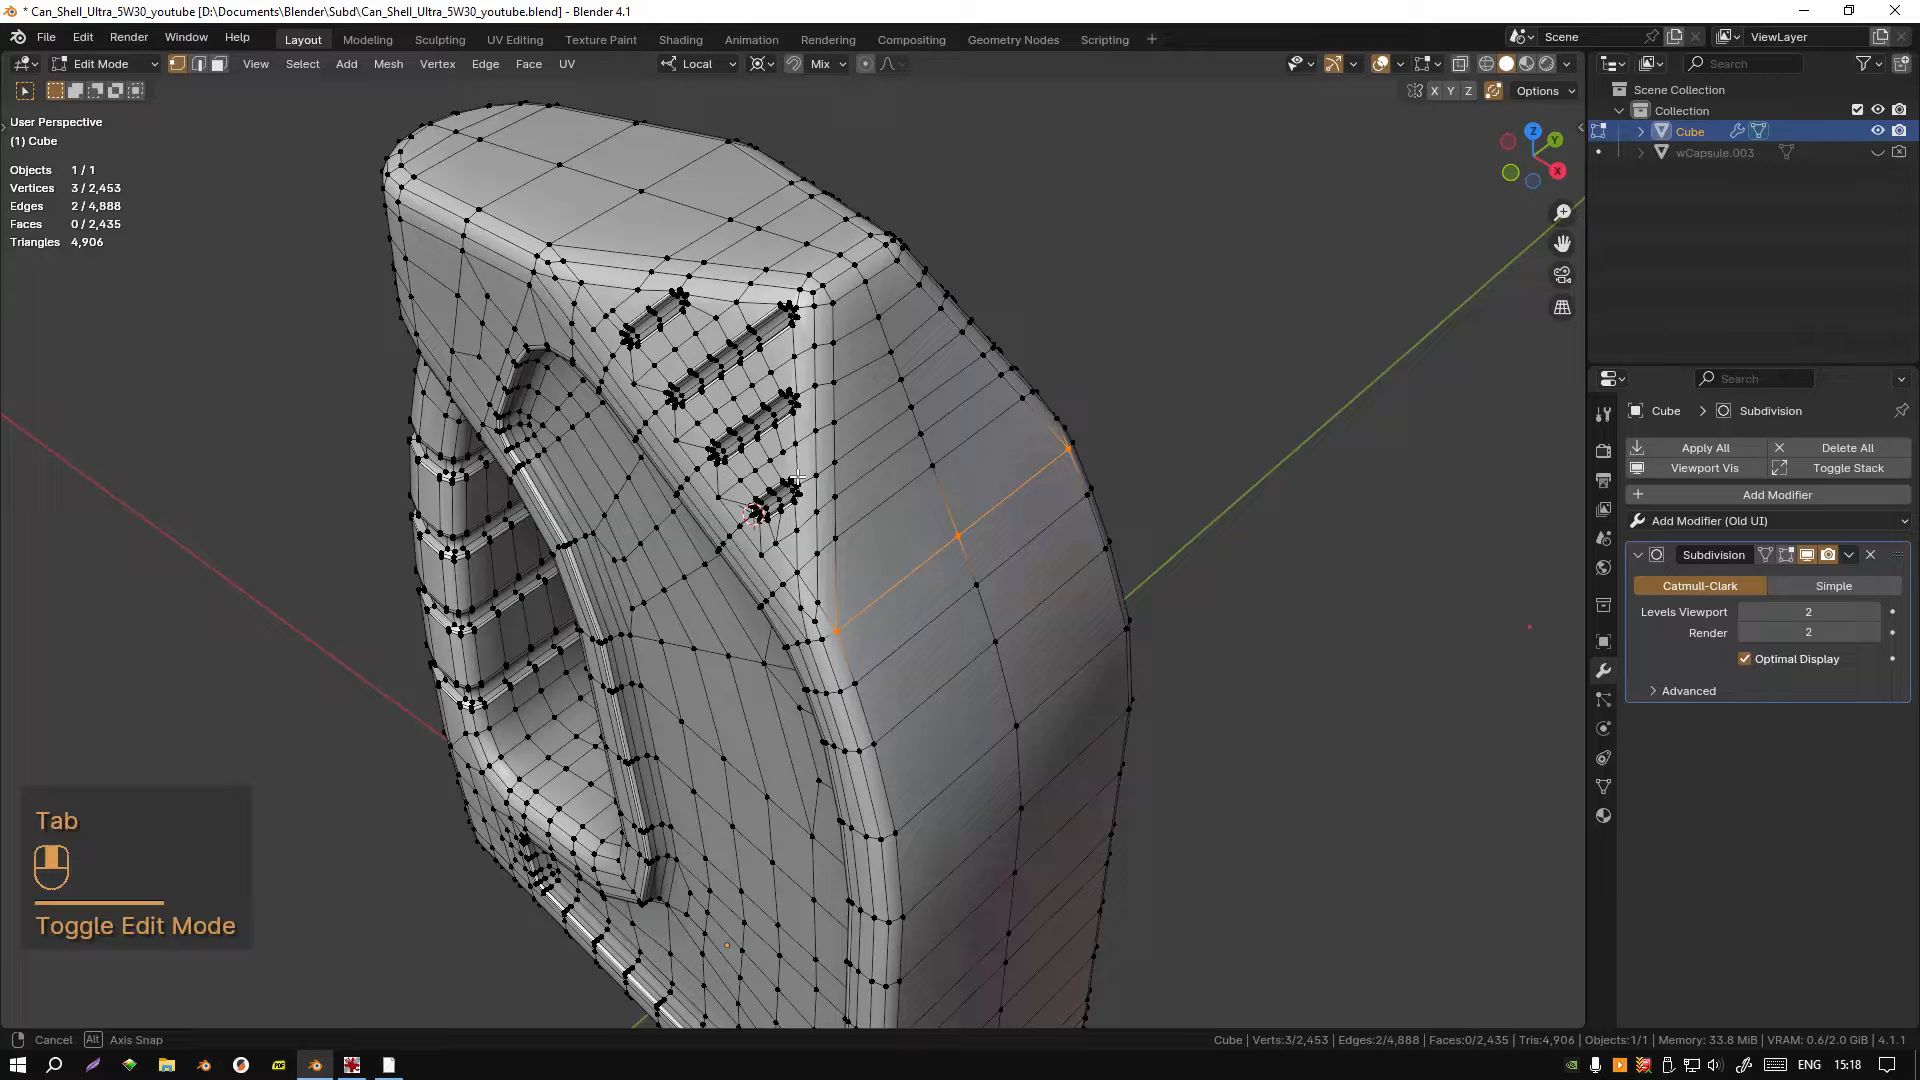 * Can_Shell_Ultra_5W30_youtube [D:\Documents\Blender\Subd\Can_Shell_Ultra_5W30_youtube.blend] - Blender 4.1
File Edit Render Window Help
Layout Modeling Sculpting UV Editing Texture Paint Shading Animation Rendering Compositing Geometry Nodes Scripting
Scene
ViewLayer
Edit Mode View Select Add Mesh Vertex Edge Face UV Local Mix
Search
X Y Z Options
Scene Collection
Collection
Cube
wCapsule.003
User Perspective
(1) Cube
Objects 1 / 1
Vertices 3 / 2,453
Edges 2 / 4,888
Faces 0 / 2,435
Triangles 4,906
Z
Y
X
Search
Cube Subdivision
Apply All Delete All
Viewport Vis Toggle Stack
Add Modifier
Add Modifier (Old UI)
Subdivision
Catmull-Clark Simple
Levels Viewport 2
Render 2
Optimal Display
Advanced
Tab
Toggle Edit Mode
Cancel Alt Axis Snap
Cube | Verts:3/2,453 | Edges:2/4,888 | Faces:0/2,435 | Tris:4,906 | Objects:1/1 | Memory: 33.8 MiB | VRAM: 0.6/2.0 GiB | 4.1.1
ENG 15:18